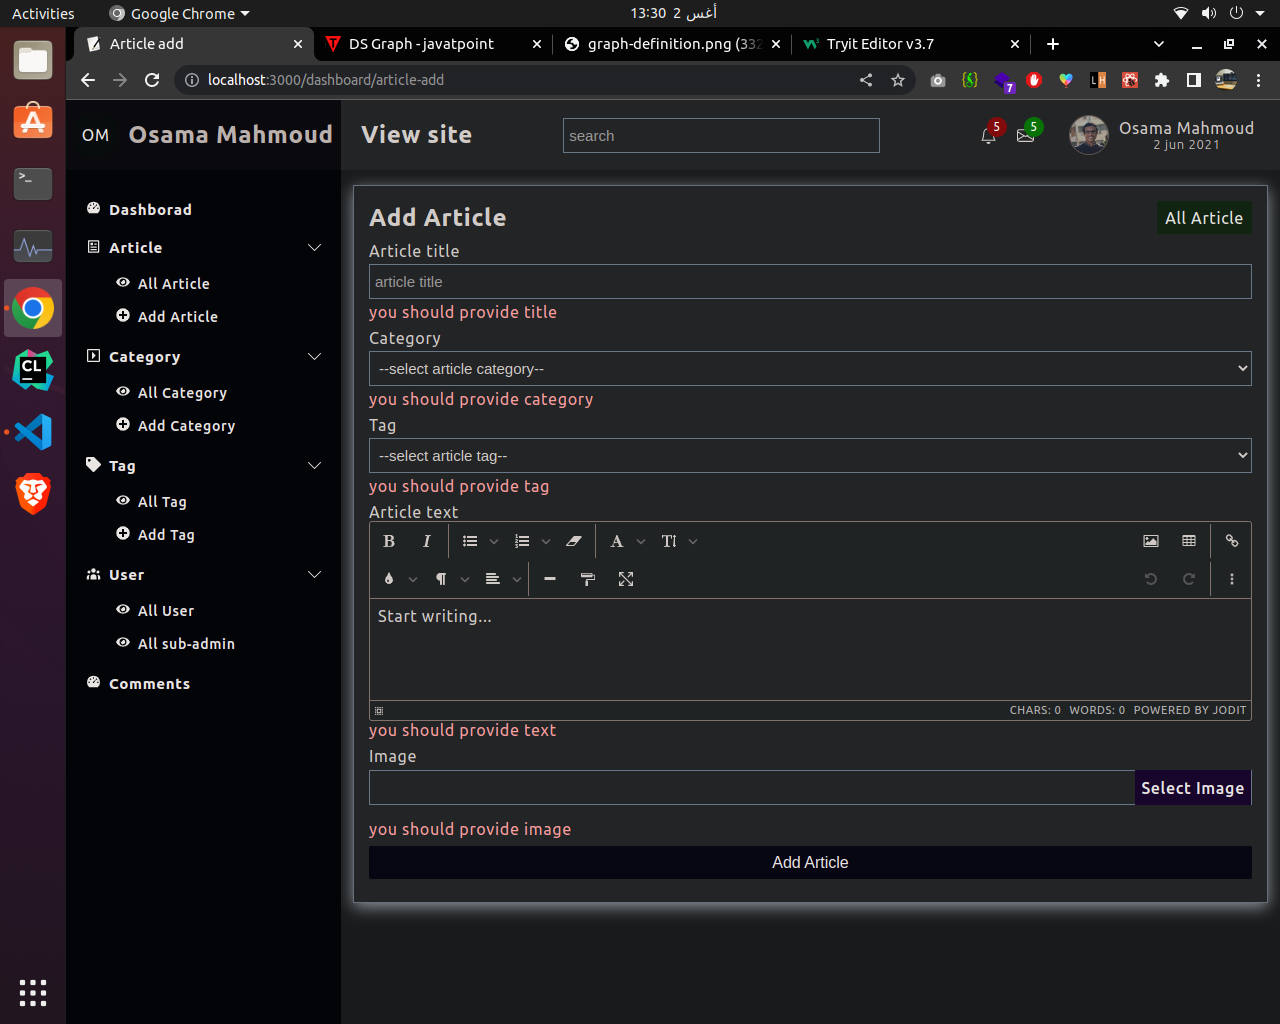 Activities
Google Chrome
13:30 2 أغس
Article add
DS Graph - javatpoint
graph-definition.png (332
Tryit Editor v3.7
localhost:3000/dashboard/article-add
7
L H
OM
Osama Mahmoud
View site
search
5
5
Osama Mahmoud
2 jun 2021
Dashborad
Article
All Article
Add Article
Category
All Category
Add Category
Tag
All Tag
Add Tag
User
All User
All sub-admin
Comments
Add Article
All Article
Article title
article title
you should provide title
Category
--select article category--
you should provide category
Tag
--select article tag--
you should provide tag
Article text
Start writing...
CHARS: 0 WORDS: 0 POWERED BY JODIT
you should provide text
Image
Select Image
you should provide image
Add Article
CL